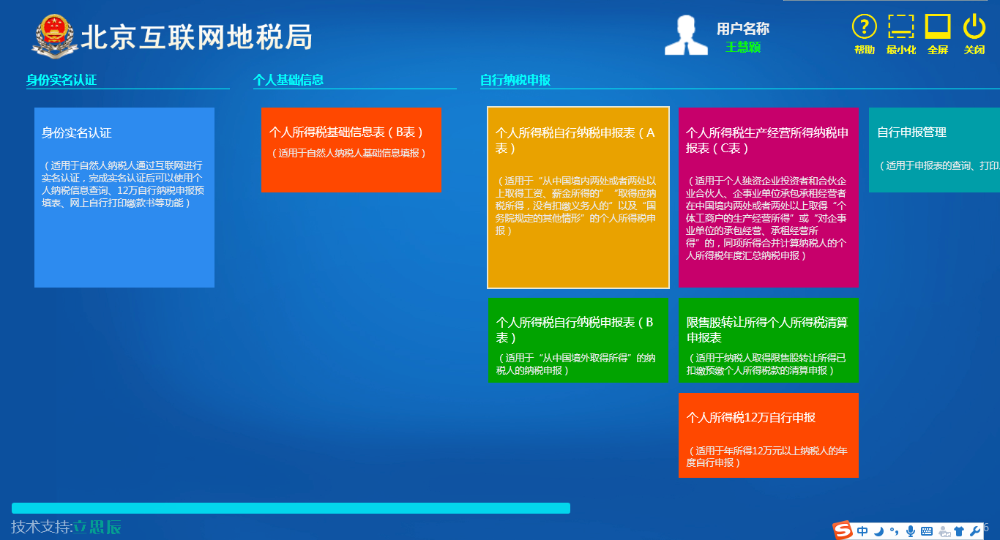 北京互联网地税局
用户名称
王慧颖
帮助
最小化
全屏
关闭
身份实名认证
个人基础信息
自行纳税申报
身份实名认证
（适用于自然人纳税人通过互联网进行
实名认证，完成实名认证后可以使用个
人纳税信息查询、12万自行纳税申报预
填表、网上自行打印缴款书等功能）
个人所得税基础信息表（B表）
（适用于自然人纳税人基础信息填报）
个人所得税自行纳税申报表（A
表）
（适用于“从中国境内两处或者两处以
上取得工资、薪金所得的”“取得应纳
税所得，没有扣缴义务人的”以及“国
务院规定的其他情形”的个人所得税申
报）
个人所得税生产经营所得纳税申
报表（C表）
（适用于个人独资企业投资者和合伙企
业合伙人、企事业单位承包承租经营者
在中国境内两处或者两处以上取得“个
体工商户的生产经营所得”或“对企事
业单位的承包经营、承租经营所
得”的，同项所得合并计算纳税人的个
人所得税年度汇总纳税申报）
自行申报管理
（适用于申报表的查询、打印
个人所得税自行纳税申报表（B
表）
（适用于“从中国境外取得所得”的纳
税人的纳税申报）
限售股转让所得个人所得税清算
申报表
（适用于纳税人取得限售股转让所得已
扣缴预缴个人所得税款的清算申报）
个人所得税12万自行申报
（适用于年所得12万元以上纳税人的年
度自行申报）
技术支持:立思辰
S中
6